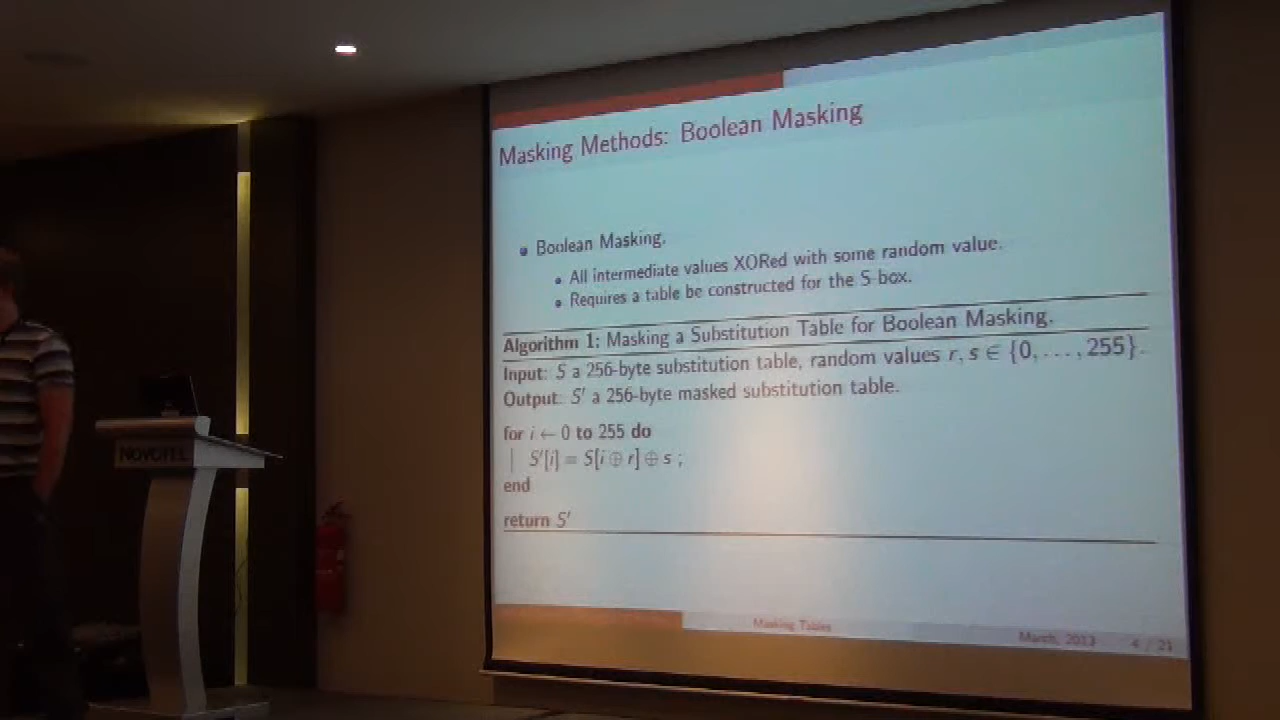 Masking Methods: Boolean Masking
Boolean Masking.
All intermediate values XORed with some random value.
Requires a table be constructed for the S box.
Algorithm 1: Masking a Substitution Table for Boolean Masking.
Input: S a 256-byte substitution table, random values r, s ∈ {0, . . . , 255}.
Output: S′ a 256-byte masked substitution table.
for i ← 0 to 255 do
S′[i] = S[i ⊕ r] ⊕ s ;
end
return S′
NOVOTEL
Masking Tables
March, 2013 4 / 21